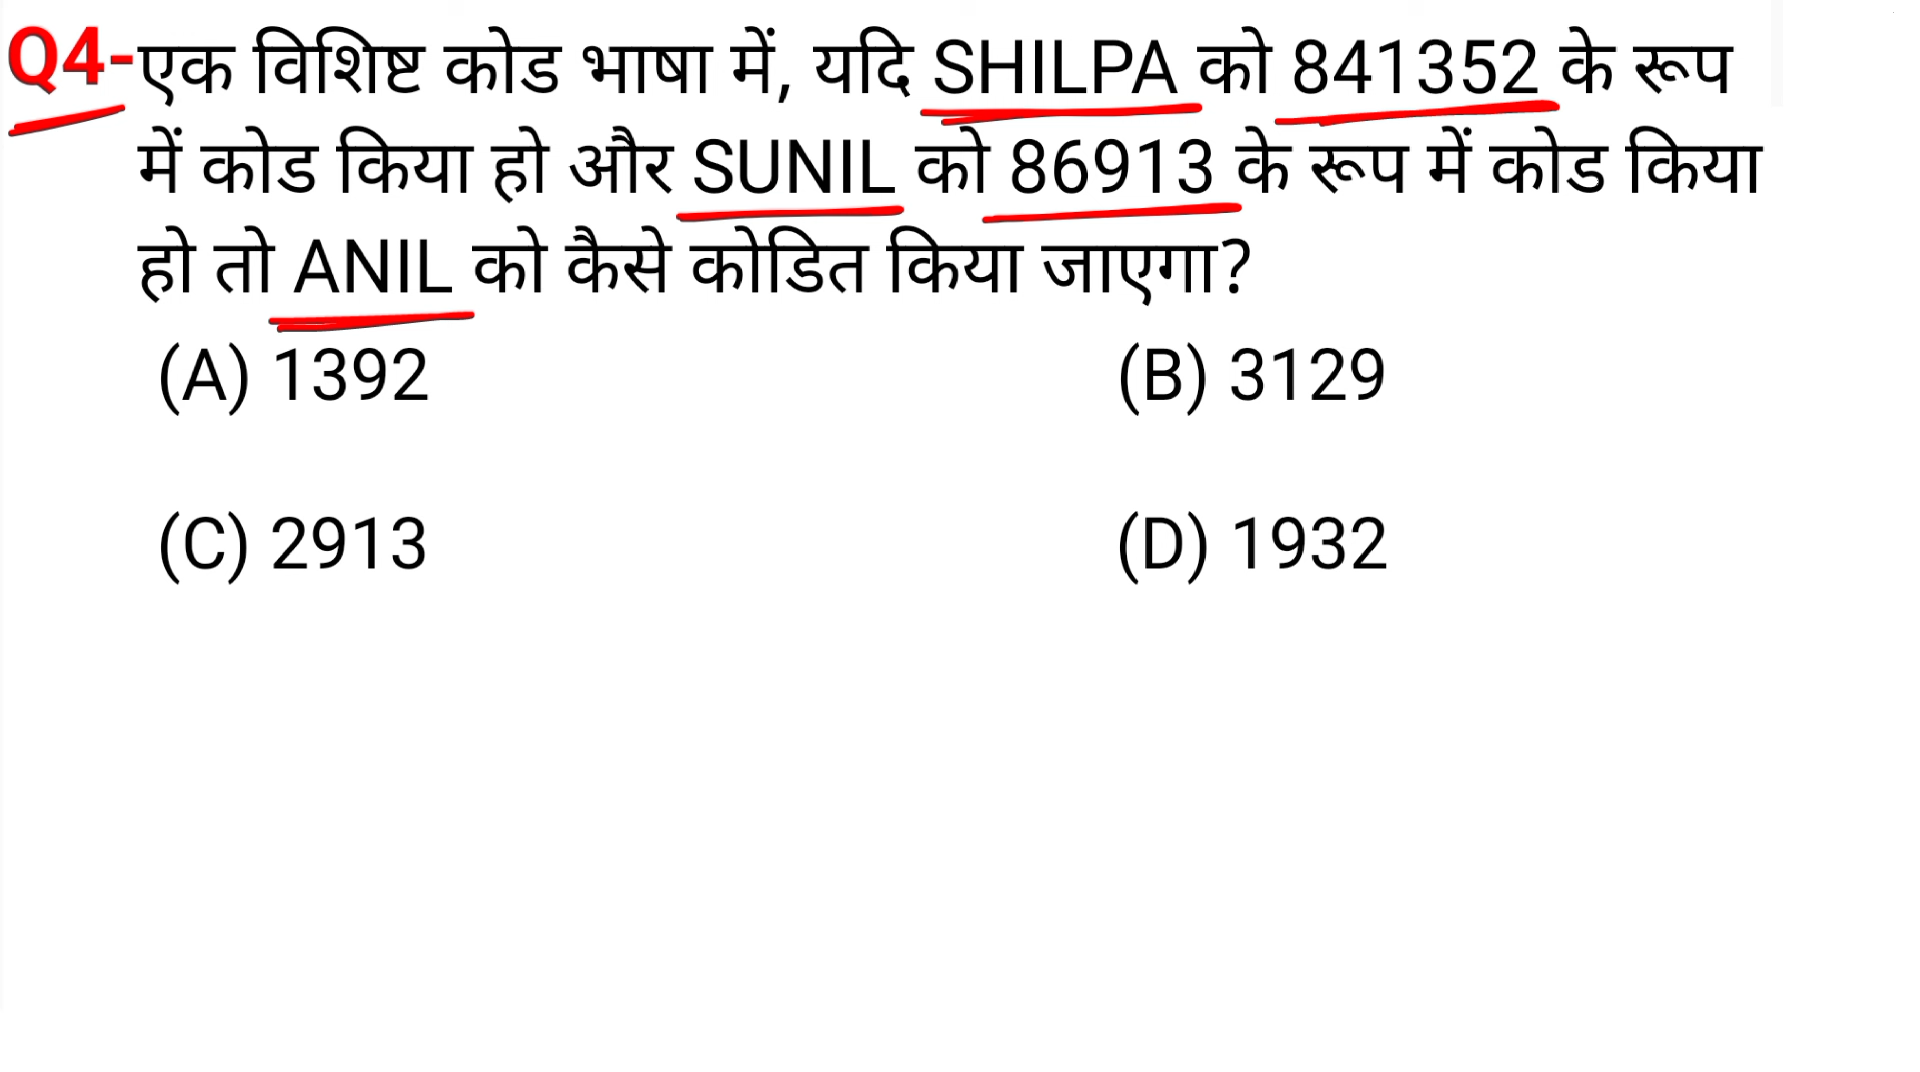 Q4-एक विशिष्ट कोड भाषा में, यदि SHILPA को 841352 के रूप
में कोड किया हो और SUNIL को 86913 के रूप में कोड किया
हो तो ANIL को कैसे कोडित किया जाएगा?
(A) 1392 (B) 3129
(C) 2913 (D) 1932